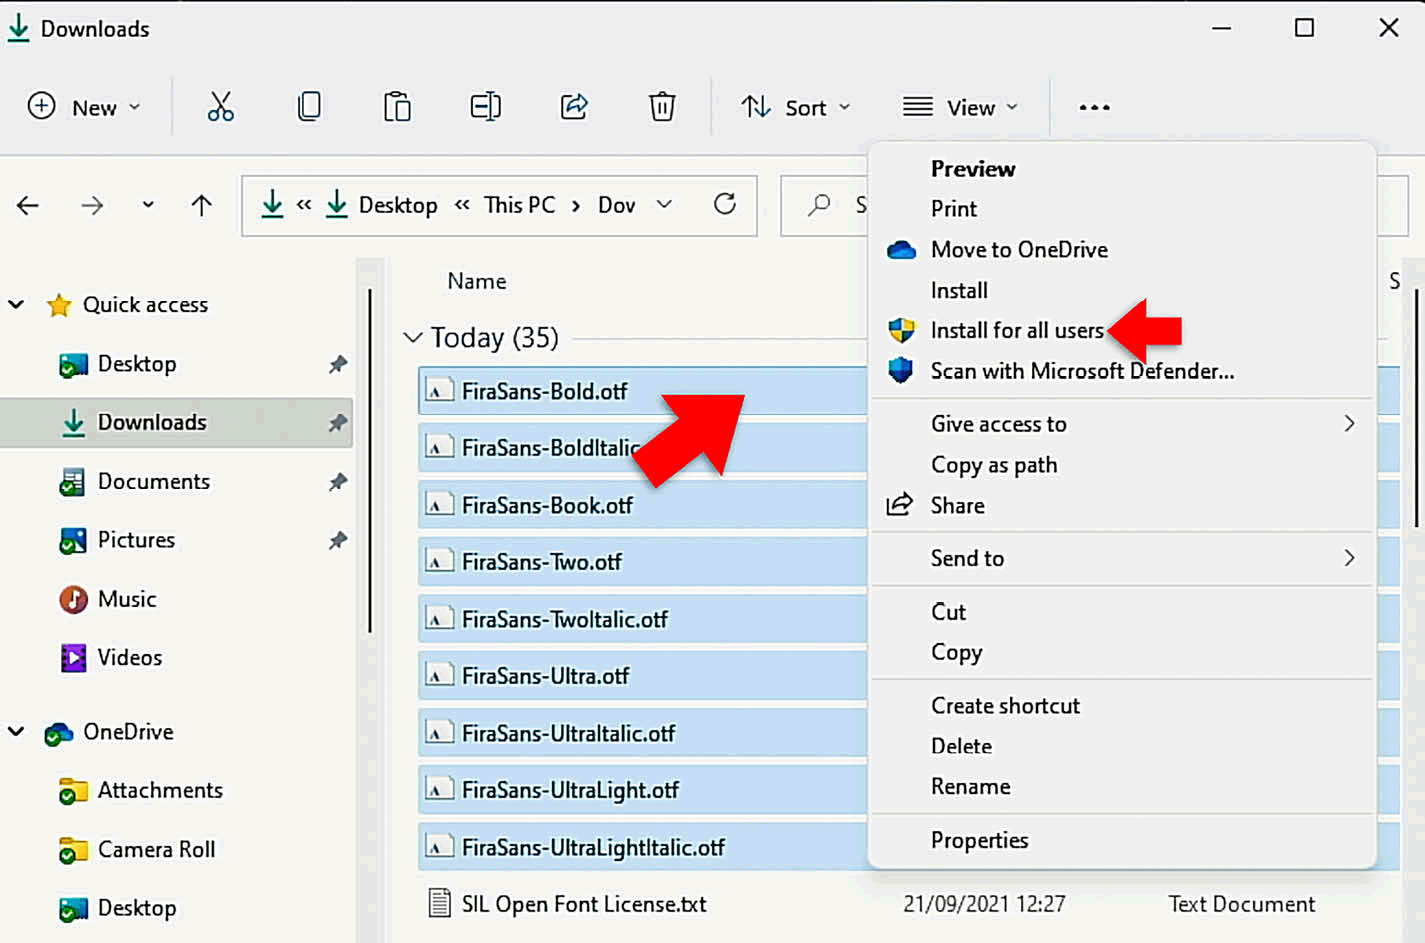 Downloads
New
Sort
View
Desktop
This PC
Dov
S
Quick access
Desktop
Downloads
Documents
Pictures
Music
Videos
OneDrive
Attachments
Camera Roll
Desktop
Name
S
Today (35)
FiraSans-Bold.otf
FiraSans-BoldItalic
FiraSans-Book.otf
FiraSans-Two.otf
FiraSans-TwoItalic.otf
FiraSans-Ultra.otf
FiraSans-UltraItalic.otf
FiraSans-UltraLight.otf
FiraSans-UltraLightItalic.otf
SIL Open Font License.txt 21/09/2021 12:27 Text Document
Preview
Print
Move to OneDrive
Install
Install for all users
Scan with Microsoft Defender...
Give access to
Copy as path
Share
Send to
Cut
Copy
Create shortcut
Delete
Rename
Properties